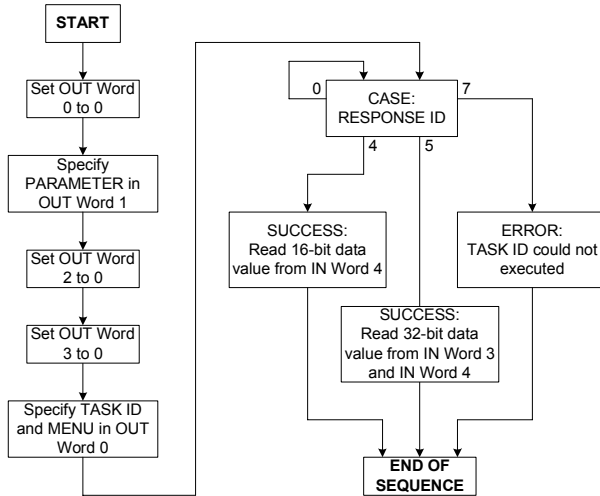 START
Set OUT Word
0 to 0
Specify
PARAMETER in
OUT Word 1
Set OUT Word
2 to 0
Set OUT Word
3 to 0
Specify TASK ID
and MENU in OUT
Word 0
0
CASE:
RESPONSE ID
7
4
5
SUCCESS:
Read 16-bit data
value from IN Word 4
ERROR:
TASK ID could not
executed
SUCCESS:
Read 32-bit data
value from IN Word 3
and IN Word 4
END OF
SEQUENCE